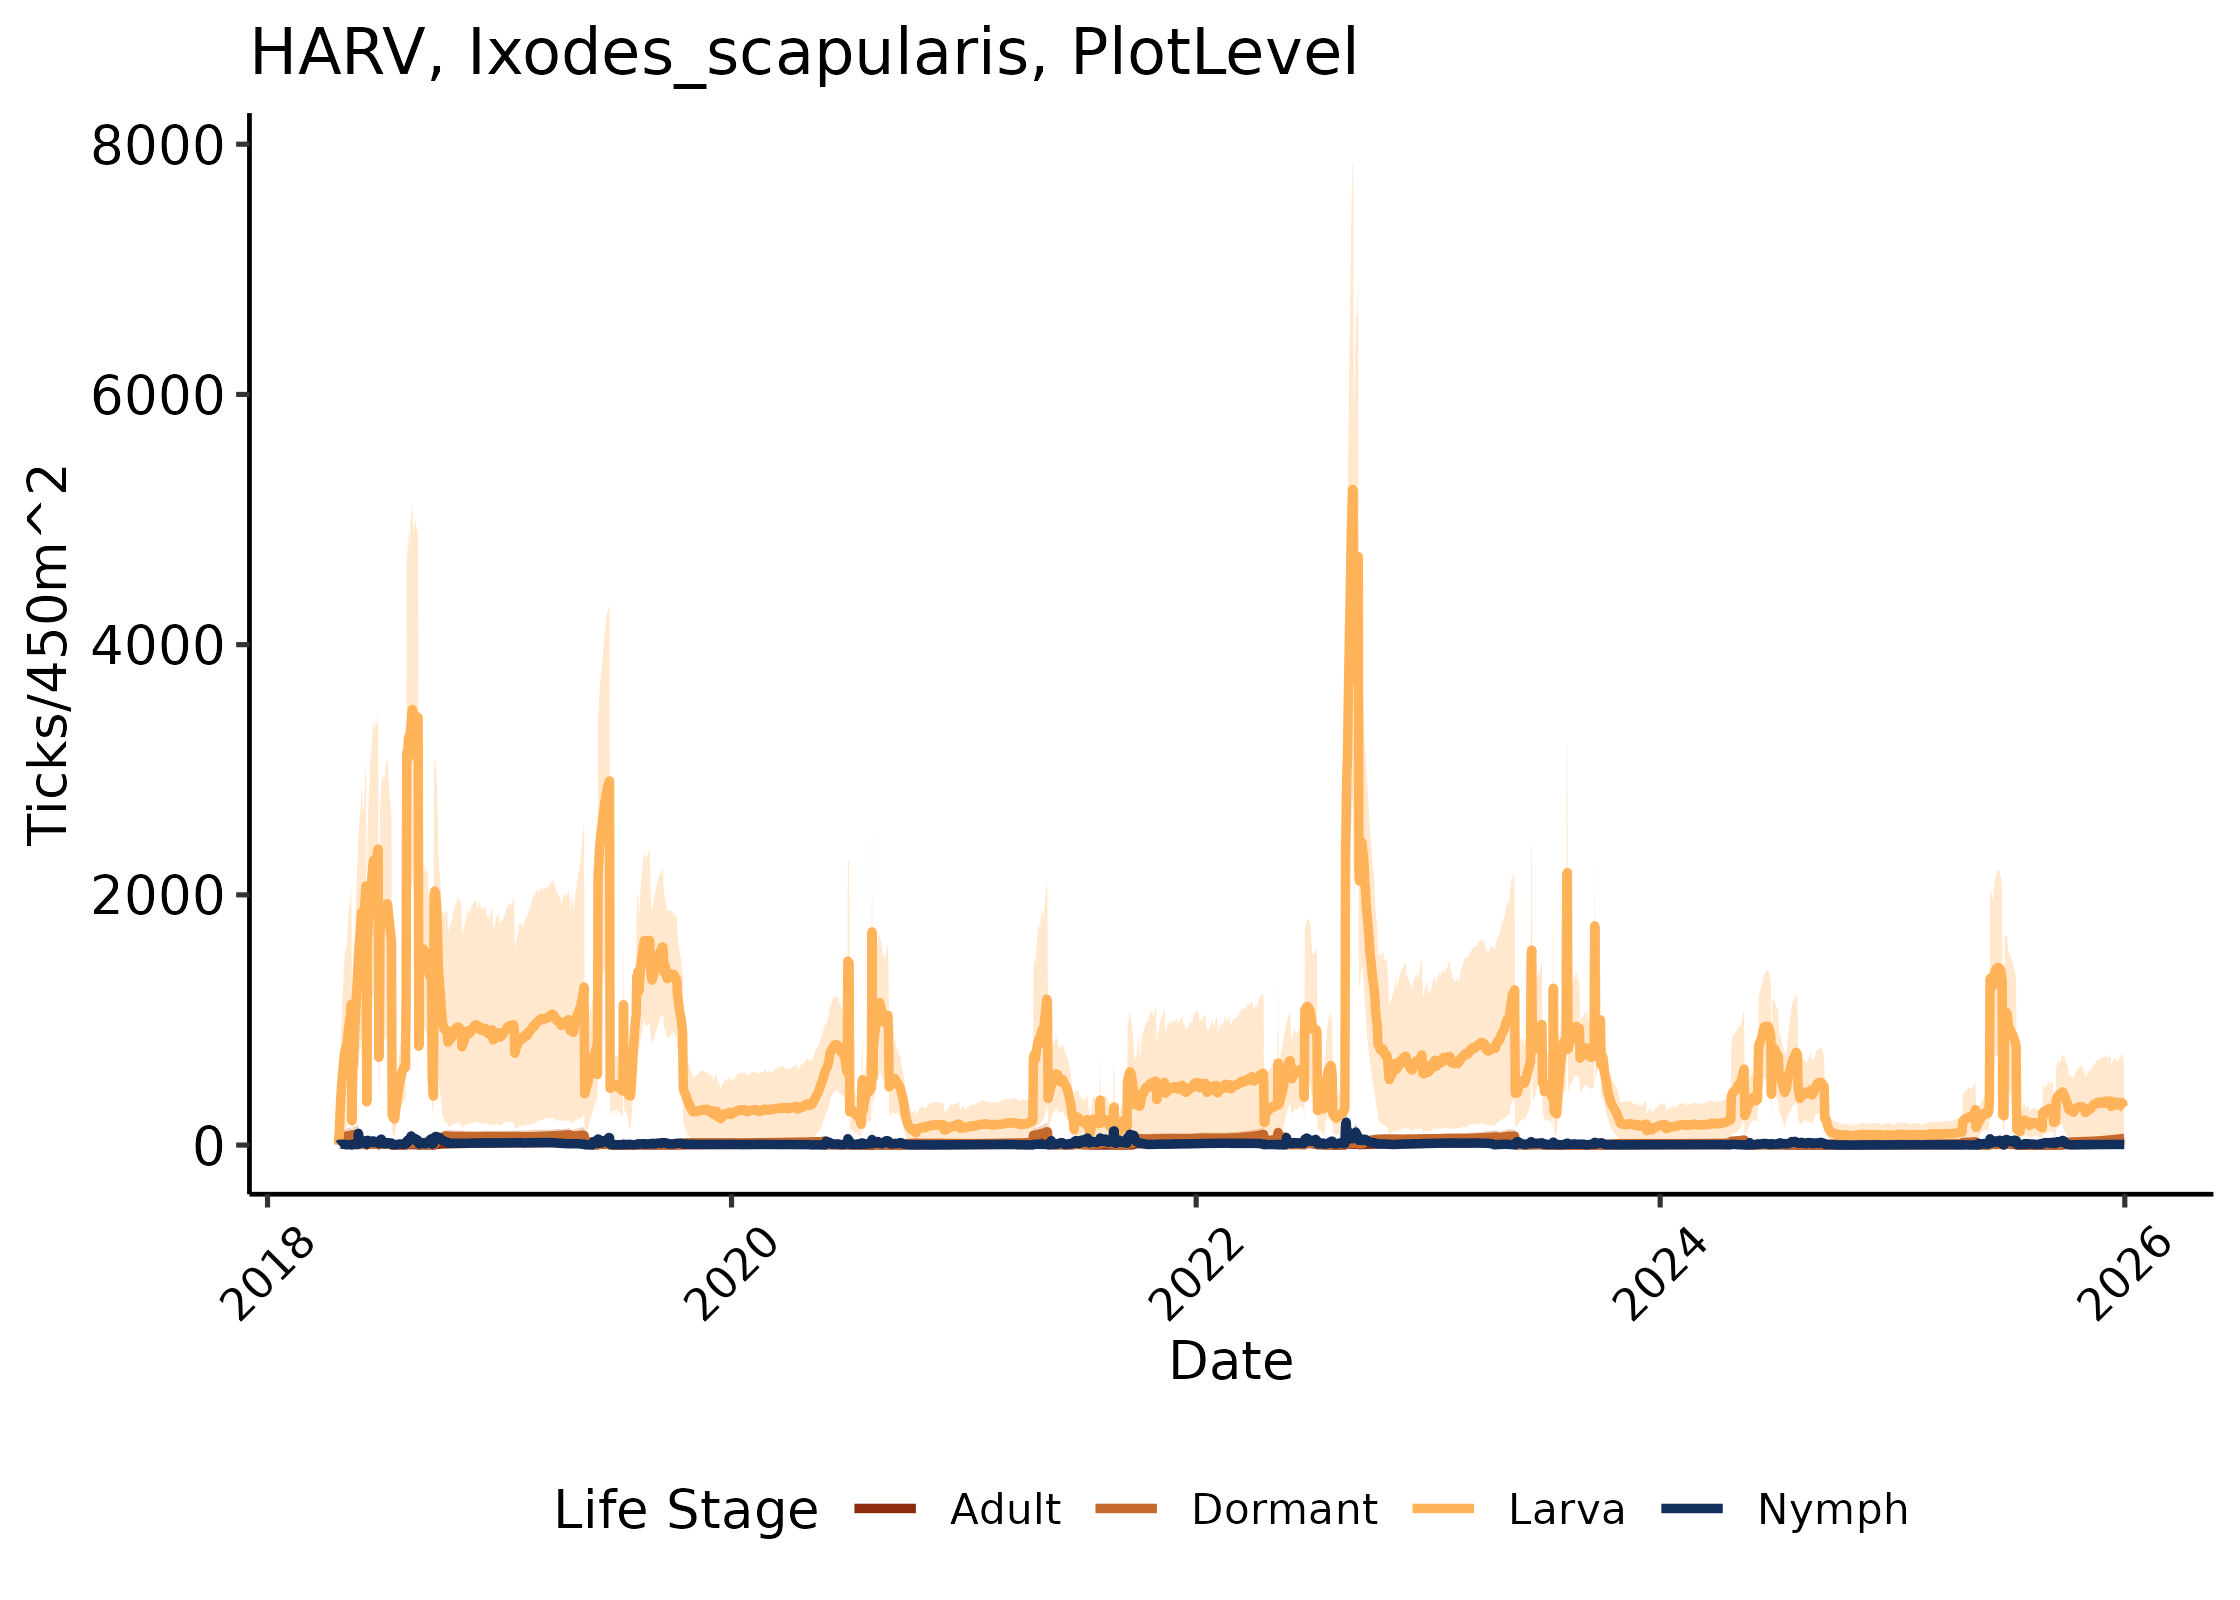 HARV, Ixodes_scapularis, PlotLevel
Ticks/450m^2
8000
6000
4000
2000
0
2018
2020
2022
2024
2026
Date
Life Stage Adult Dormant Larva Nymph